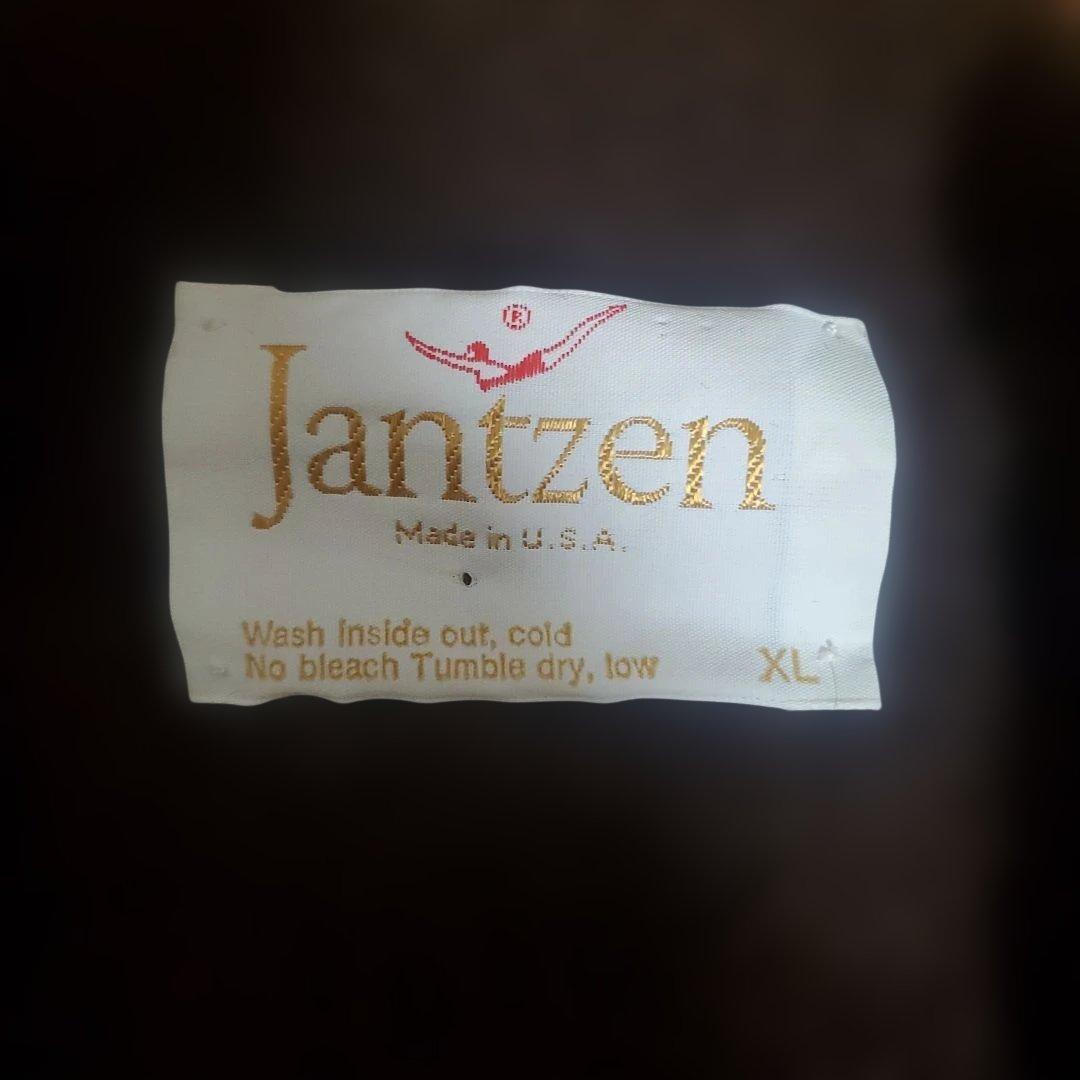 ®
Jantzen
Made in U.S.A.
Wash inside out, cold
No bleach Tumble dry, low XL